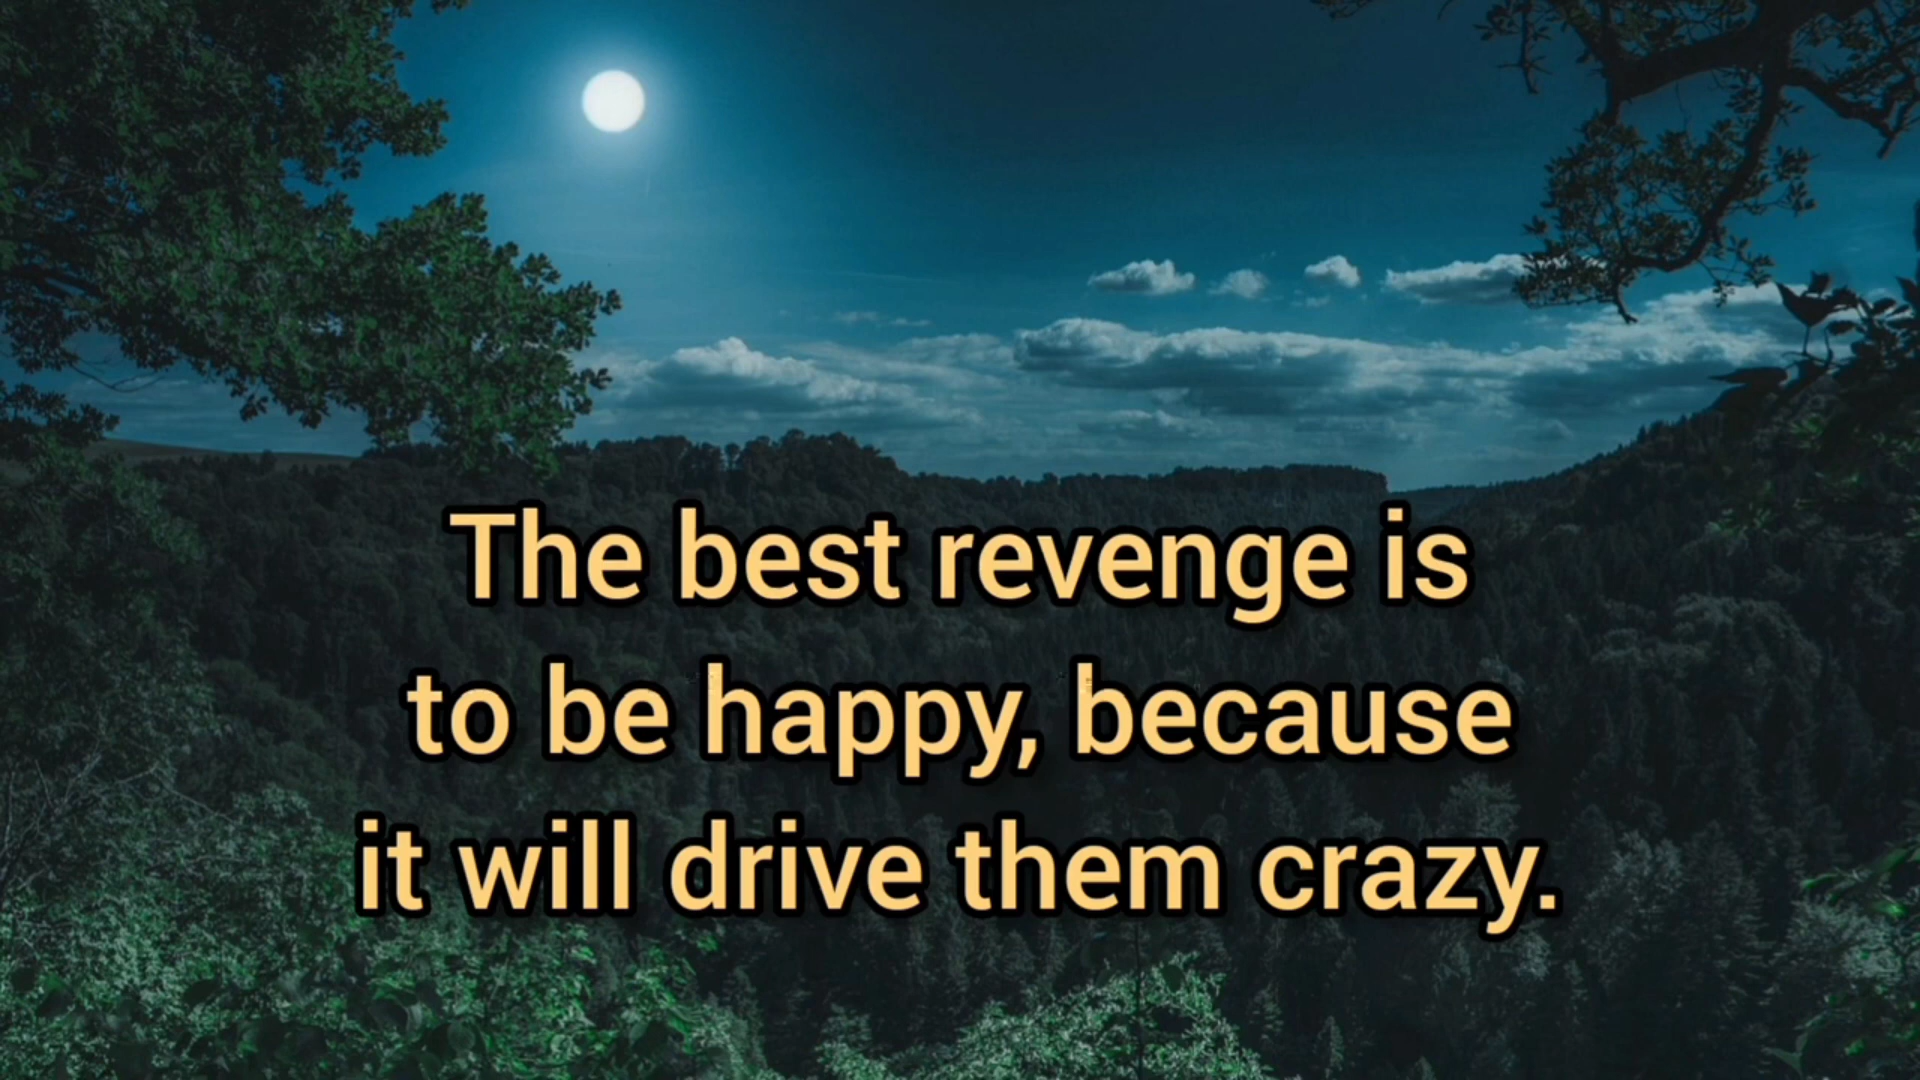 The best revenge is
to be happy, because
it will drive them crazy.